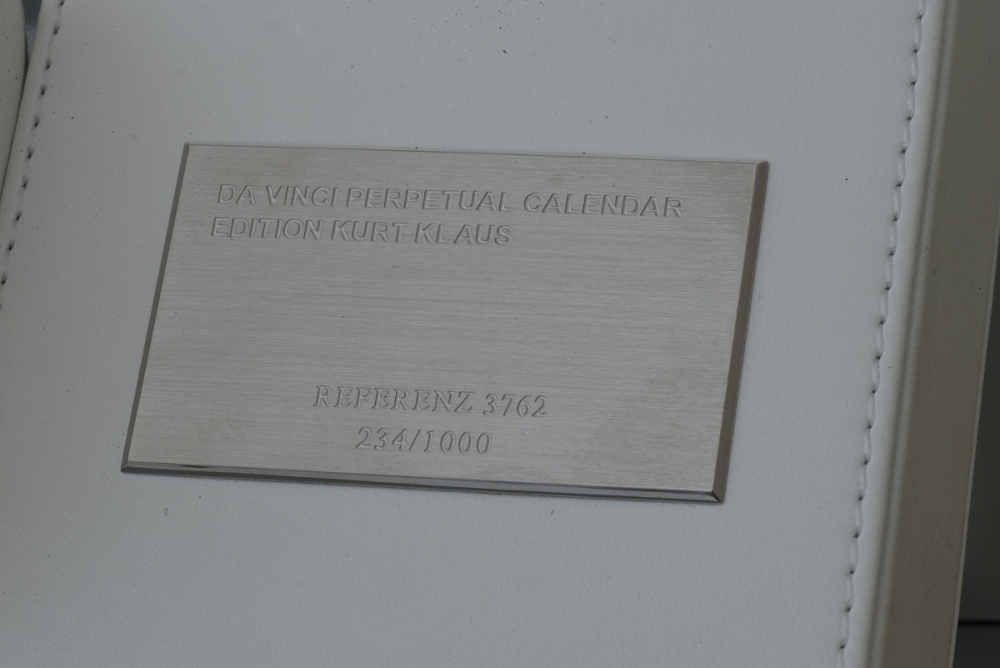 DA VINCI PERPETUAL CALENDAR
EDITION KURT KLAUS
REFERENZ 3762
234/1000